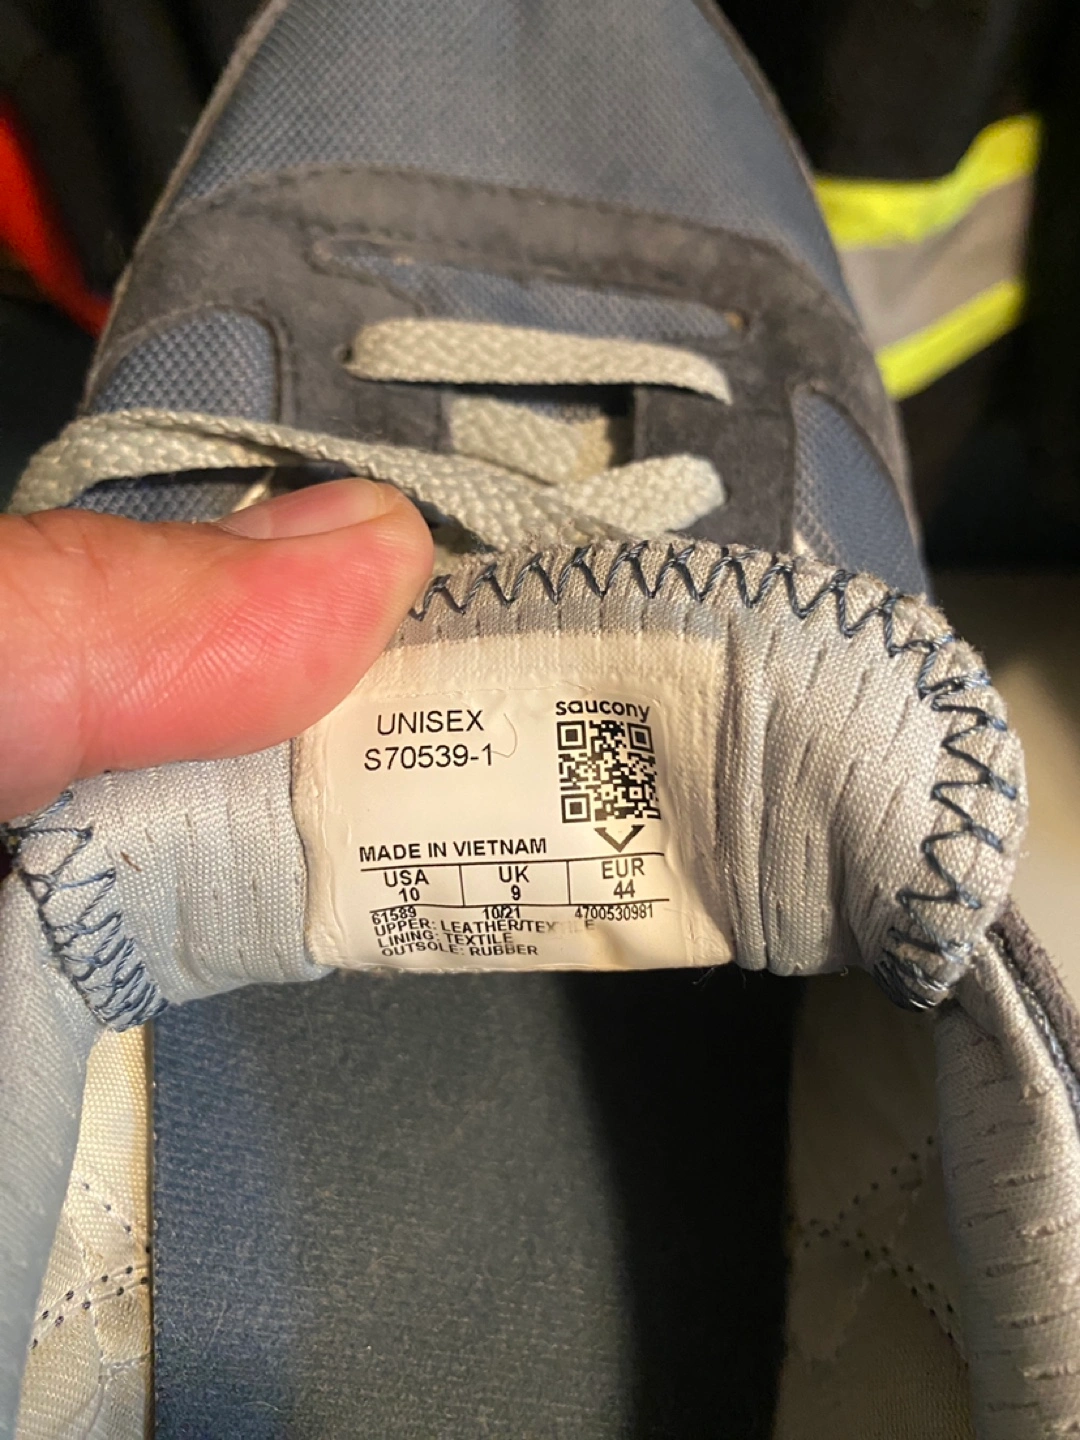 UNISEX
S70539-1
saucony
MADE IN VIETNAM
USA UK EUR
10 9 44
61589 10/21 4700530981
UPPER: LEATHER/TEXTILE
LINING: TEXTILE
OUTSOLE: RUBBER